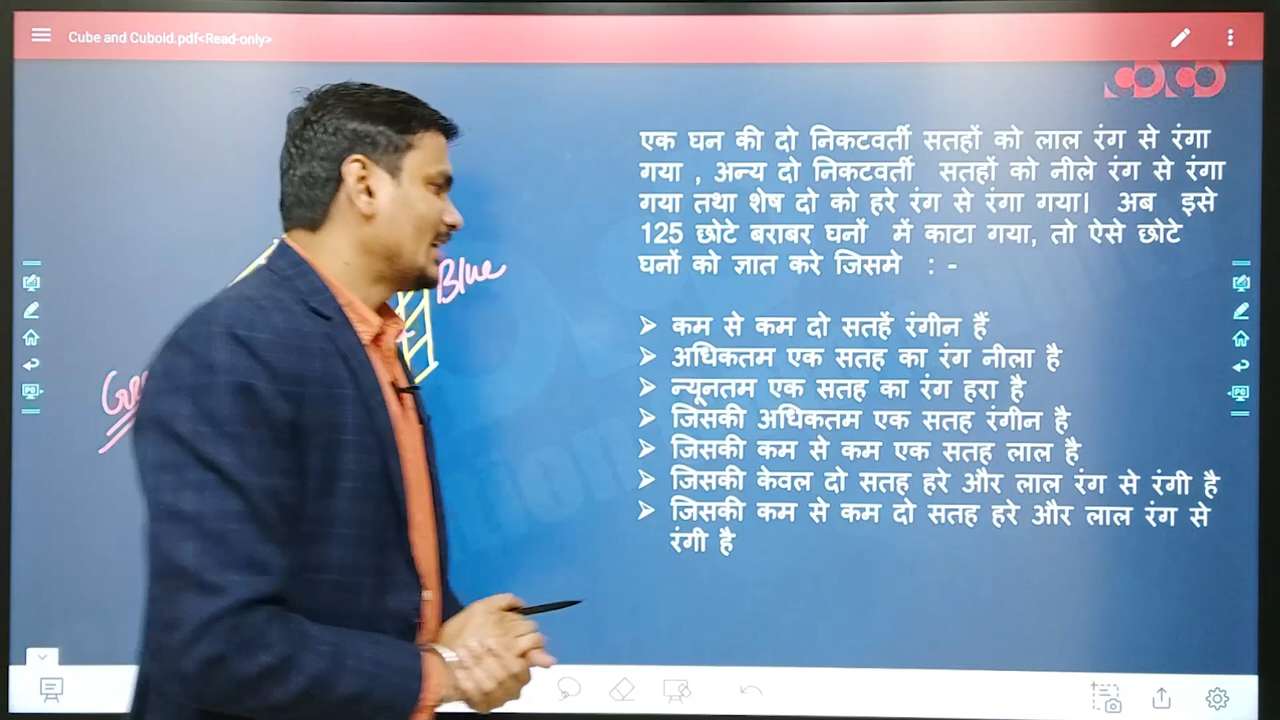 Cube and Cuboid.pdf<Read-only>
एक घन की दो निकटवर्ती सतहों को लाल रंग से रंगा
गया , अन्य दो निकटवर्ती सतहों को नीले रंग से रंगा
गया तथा शेष दो को हरे रंग से रंगा गया। अब इसे
125 छोटे बराबर घनों में काटा गया, तो ऐसे छोटे
घनों को ज्ञात करे जिसमे : -
➢ कम से कम दो सतहें रंगीन हैं
➢ अधिकतम एक सतह का रंग नीला है
➢ न्यूनतम एक सतह का रंग हरा है
➢ जिसकी अधिकतम एक सतह रंगीन है
➢ जिसकी कम से कम एक सतह लाल है
➢ जिसकी केवल दो सतह हरे और लाल रंग से रंगी है
➢ जिसकी कम से कम दो सतह हरे और लाल रंग से
रंगी है
Blue